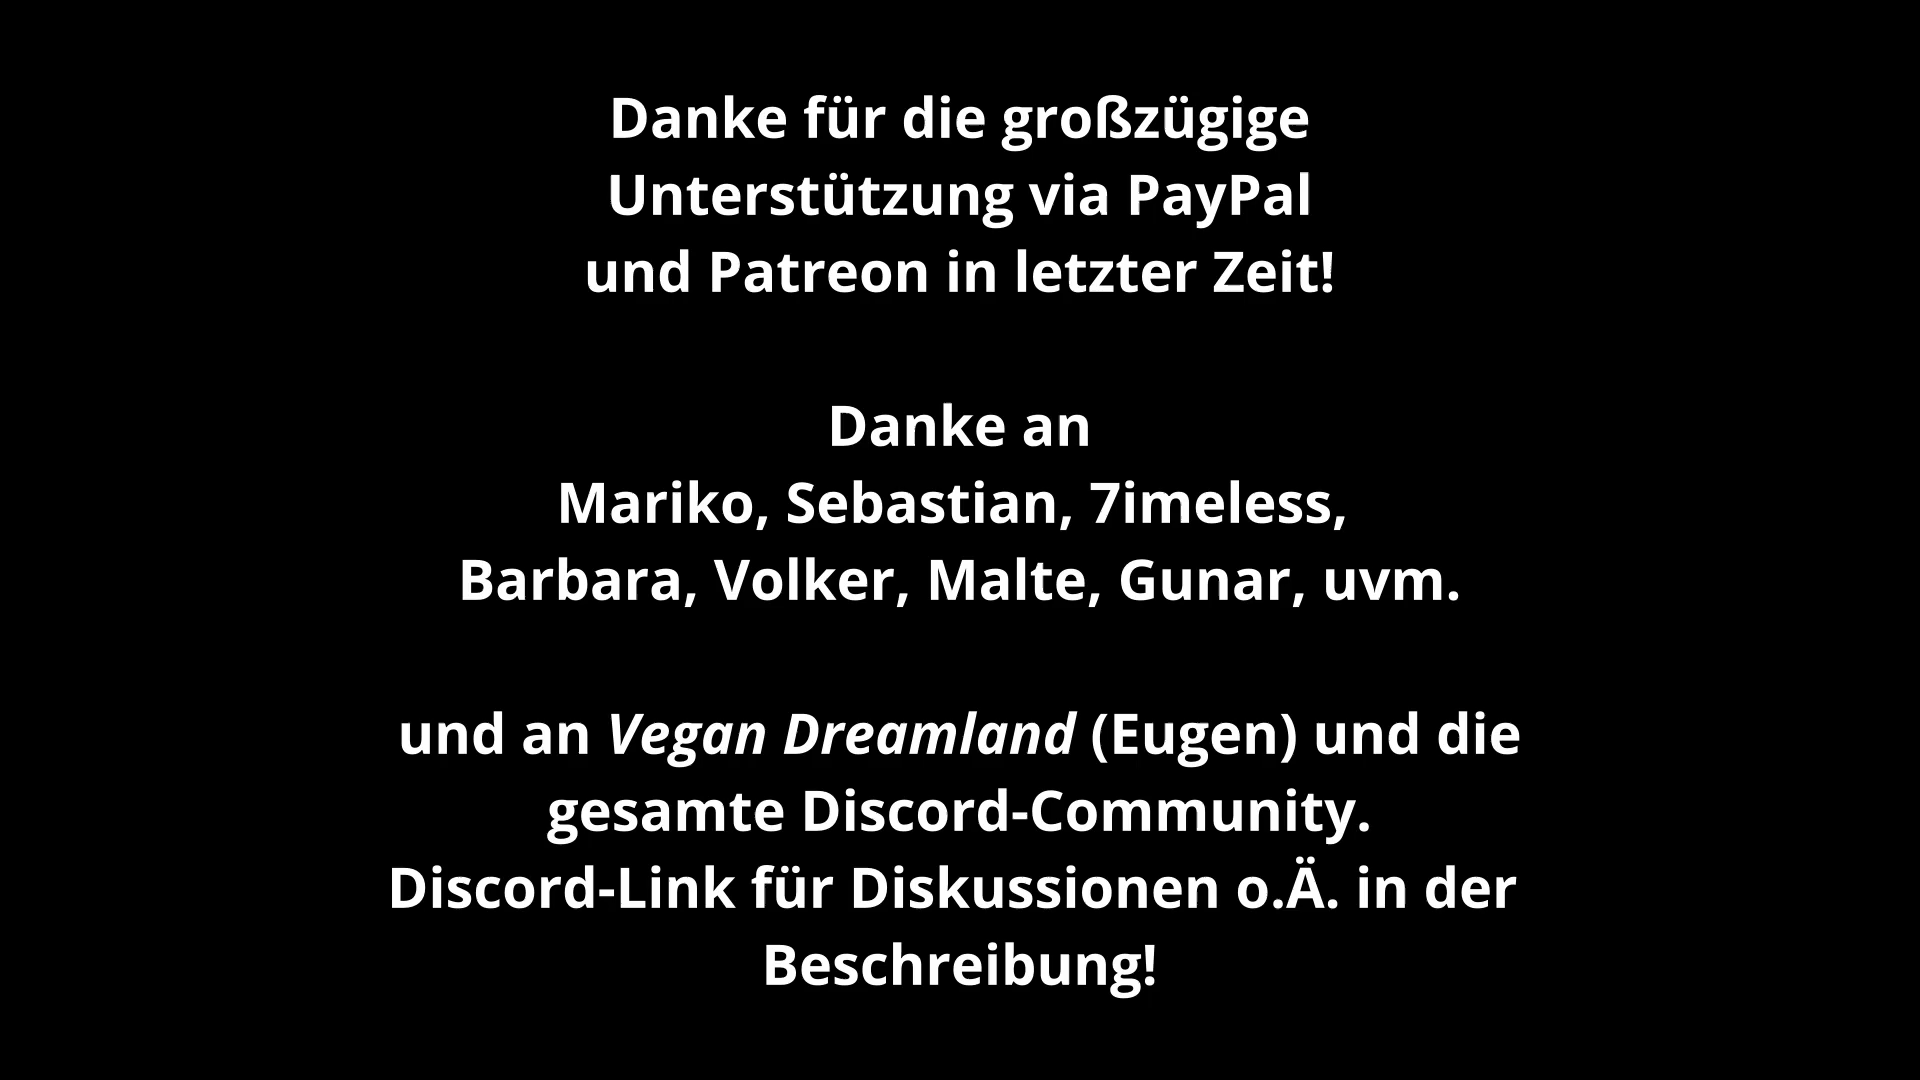 Danke für die großzügige
Unterstützung via PayPal
und Patreon in letzter Zeit!
Danke an
Mariko, Sebastian, 7imeless,
Barbara, Volker, Malte, Gunar, uvm.
und an Vegan Dreamland (Eugen) und die
gesamte Discord-Community.
Discord-Link für Diskussionen o.Ä. in der
Beschreibung!